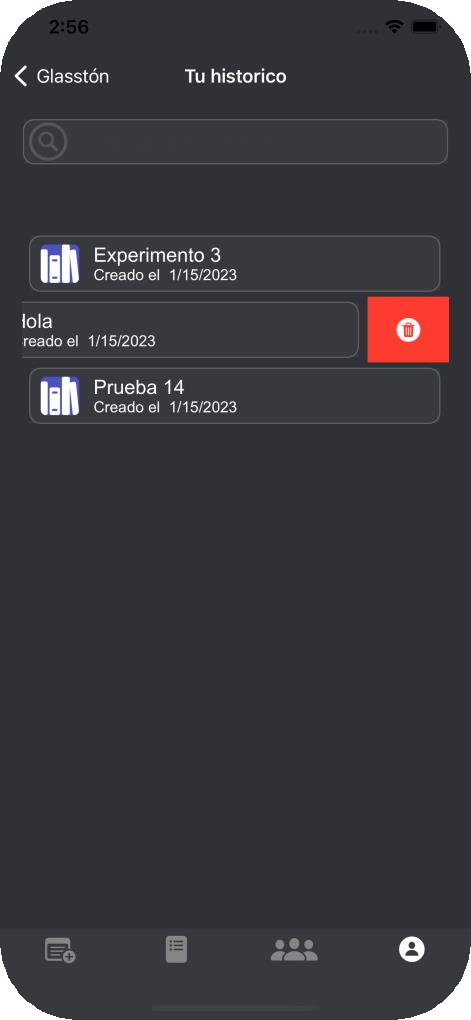 2:56
Glasstón
Tu historico
Experimento 3
Creado el 1/15/2023
Hola
reado el 1/15/2023
Prueba 14
Creado el 1/15/2023